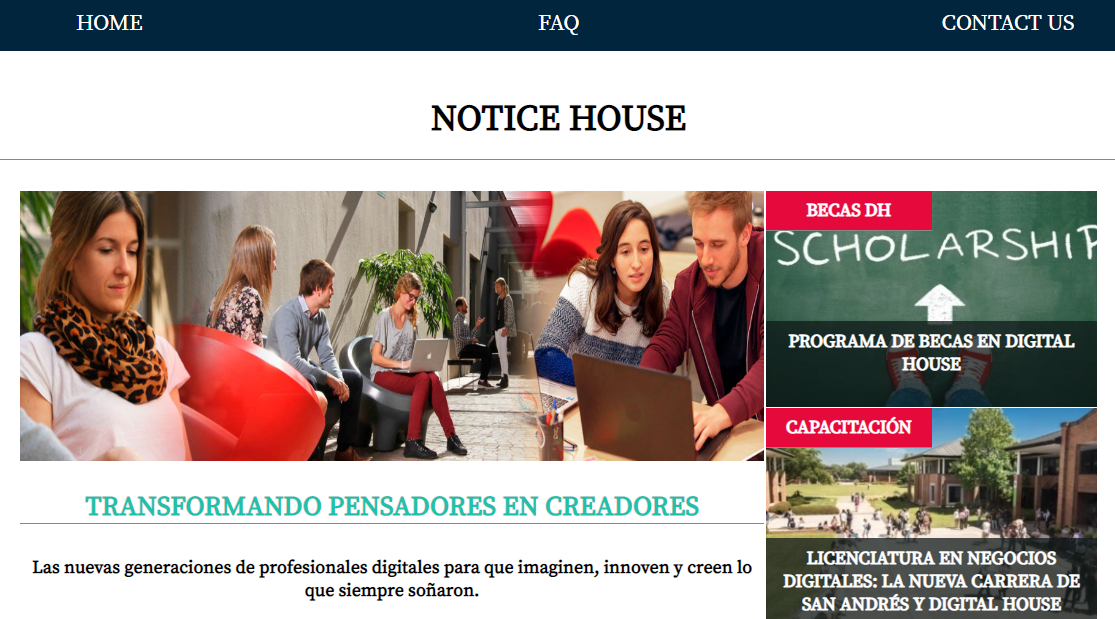 HOME FAQ CONTACT US
NOTICE HOUSE
TRANSFORMANDO PENSADORES EN CREADORES
Las nuevas generaciones de profesionales digitales para que imaginen, innoven y creen lo
que siempre soñaron.
BECAS DH
SCHOLARSHIP
PROGRAMA DE BECAS EN DIGITAL
HOUSE
CAPACITACIÓN
LICENCIATURA EN NEGOCIOS
DIGITALES: LA NUEVA CARRERA DE
SAN ANDRÉS Y DIGITAL HOUSE